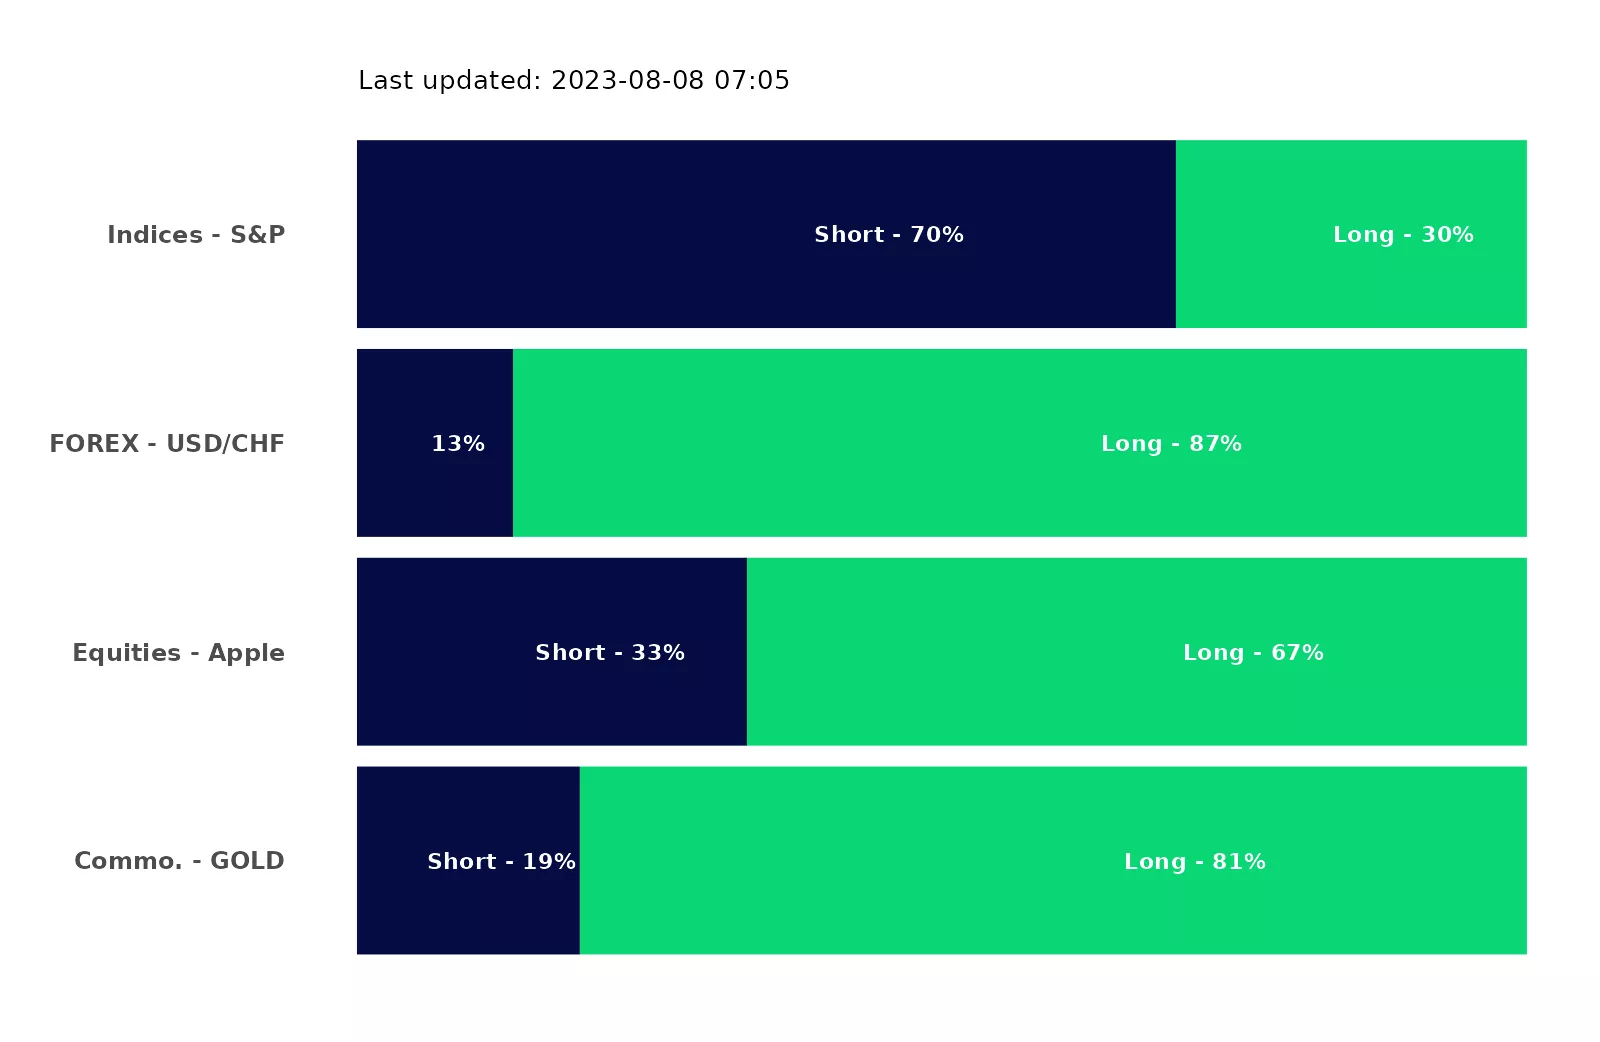 Last updated: 2023-08-08 07:05
Indices - S&P
Short - 70%
Long - 30%
FOREX - USD/CHF
13%
Long - 87%
Equities - Apple
Short - 33%
Long - 67%
Commo. - GOLD
Short - 19%
Long - 81%